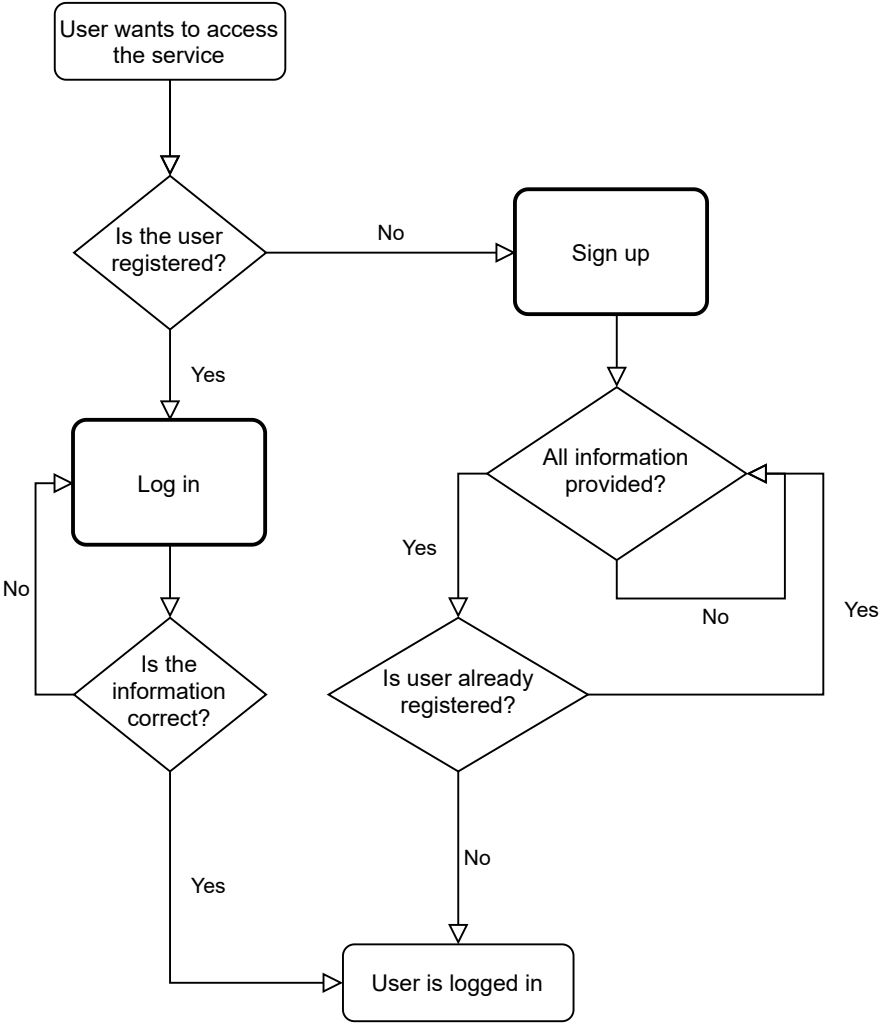 User wants to access
the service
Is the user
registered?
No
Sign up
Yes
All information
provided?
Log in
Yes
No
No
Yes
Is the
information
correct?
Is user already
registered?
No
Yes
User is logged in